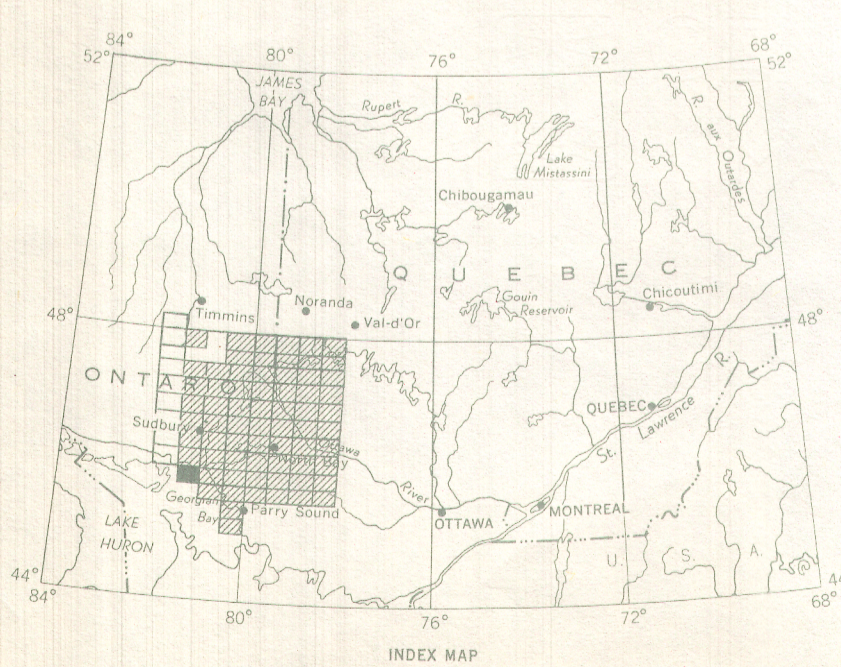 84°
80°
76°
72°
68°
52°
52°
JAMES
BAY
Rupert R.
R. aux Outardes
Lake
Mistassini
Chibougamau
QUEBEC
Gouin
Reservoir
Chicoutimi
Noranda
Timmins
Val-d'Or
48°
48°
ONTARIO
QUEBEC
R.
Sudbury
St. Lawrence
Ottawa
North Bay
River
Georgian
Bay
Parry Sound
OTTAWA
MONTREAL
LAKE
HURON
U. S. A.
44°
44
84°
80°
76°
72°
68°
INDEX MAP